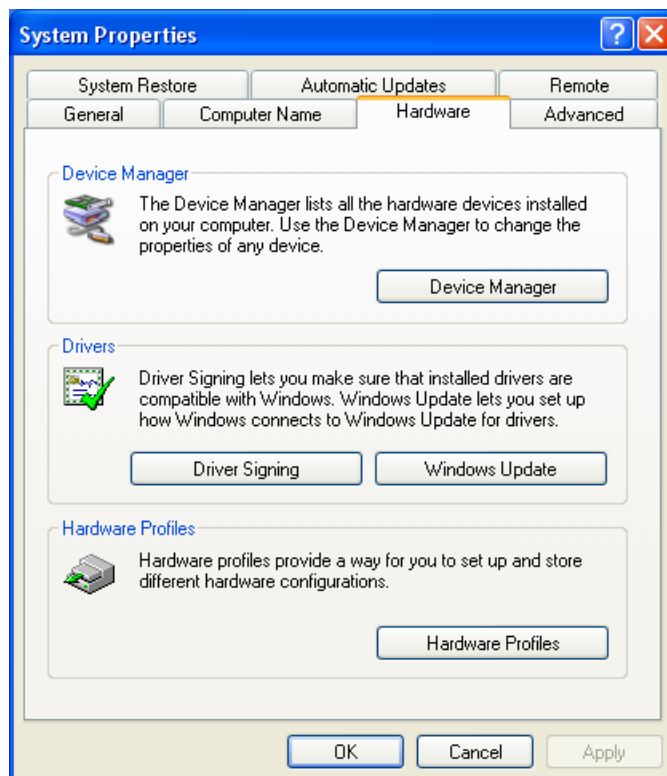 System Properties
System Restore Automatic Updates Remote
General Computer Name Hardware Advanced
Device Manager
The Device Manager lists all the hardware devices installed
on your computer. Use the Device Manager to change the
properties of any device.
Device Manager
Drivers
Driver Signing lets you make sure that installed drivers are
compatible with Windows. Windows Update lets you set up
how Windows connects to Windows Update for drivers.
Driver Signing Windows Update
Hardware Profiles
Hardware profiles provide a way for you to set up and store
different hardware configurations.
Hardware Profiles
OK Cancel Apply